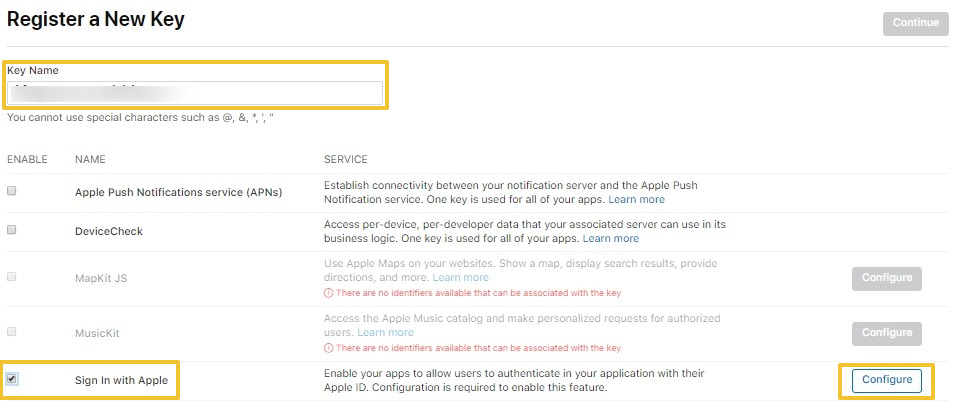 Register a New Key
Continue
Key Name
You cannot use special characters such as @, &, *, ', "
ENABLE NAME SERVICE
Apple Push Notifications service (APNs)
Establish connectivity between your notification server and the Apple Push
Notification service. One key is used for all of your apps. Learn more
DeviceCheck
Access per-device, per-developer data that your associated server can use in its
business logic. One key is used for all of your apps. Learn more
MapKit JS
Use Apple Maps on your websites. Show a map, display search results, provide
directions, and more. Learn more
There are no identifiers available that can be associated with the key
Configure
MusicKit
Access the Apple Music catalog and make personalized requests for authorized
users. Learn more
There are no identifiers available that can be associated with the key
Configure
Sign In with Apple
Enable your apps to allow users to authenticate in your application with their
Apple ID. Configuration is required to enable this feature.
Configure